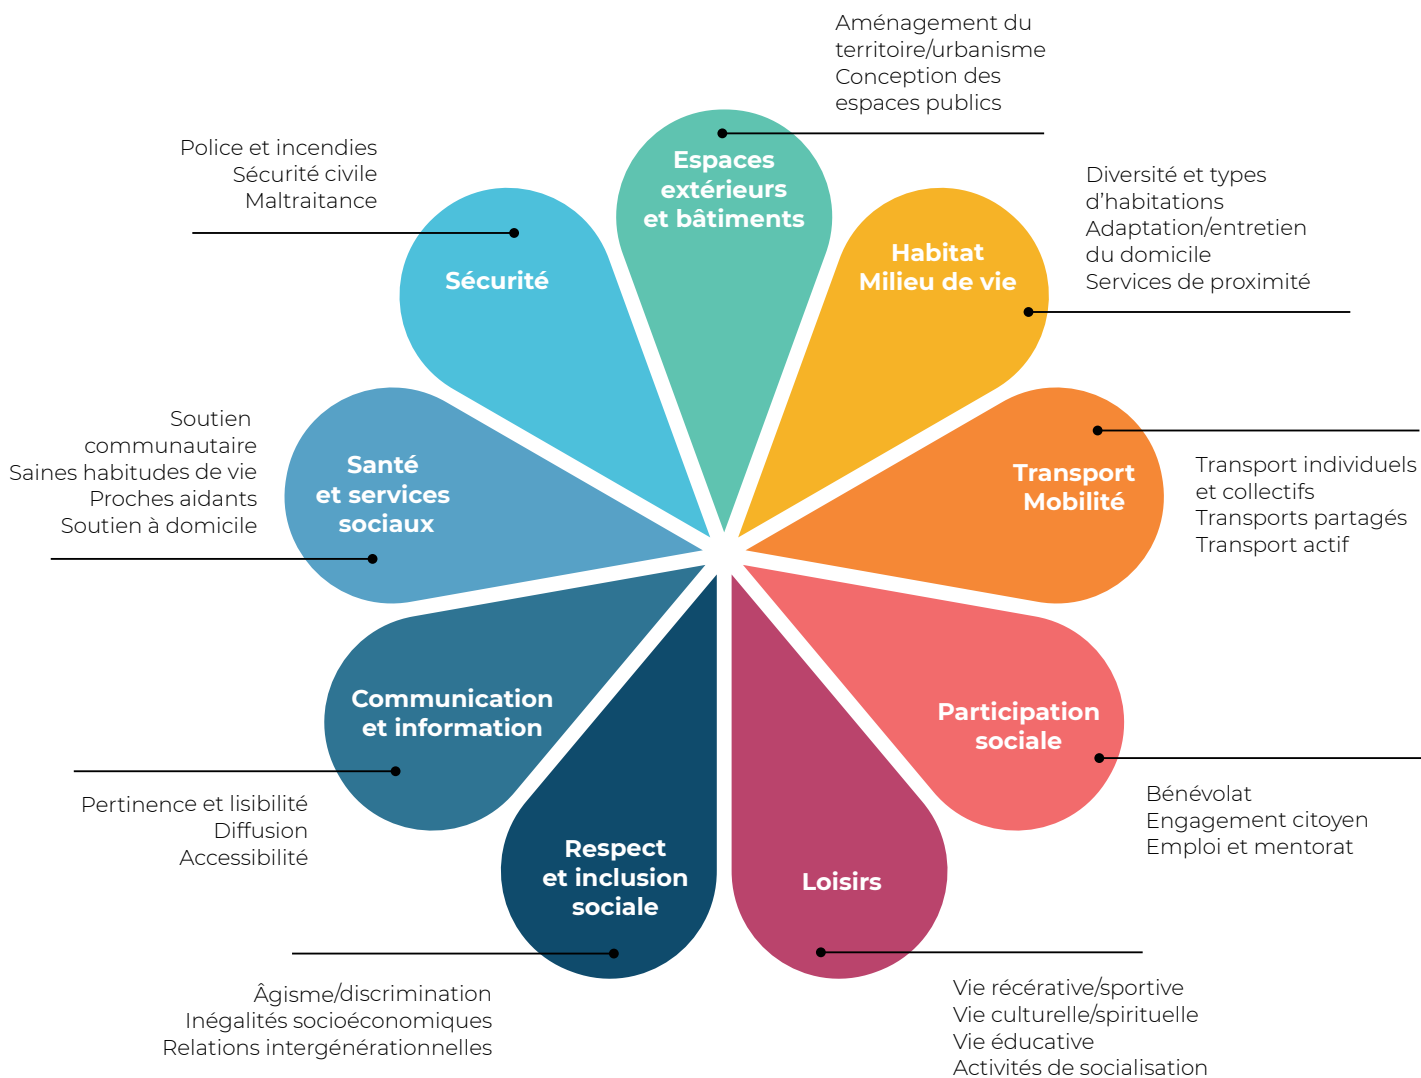 Aménagement du
territoire/urbanisme
Conception des
espaces publics
Espaces
extérieurs
et bâtiments
Diversité et types
d'habitations
Adaptation/entretien
du domicile
Services de proximité
Habitat
Milieu de vie
Transport
Mobilité
Transport individuels
et collectifs
Transports partagés
Transport actif
Participation
sociale
Bénévolat
Engagement citoyen
Emploi et mentorat
Loisirs
Vie récérative/sportive
Vie culturelle/spirituelle
Vie éducative
Activités de socialisation
Respect
et inclusion
sociale
Âgisme/discrimination
Inégalités socioéconomiques
Relations intergénérationnelles
Communication
et information
Pertinence et lisibilité
Diffusion
Accessibilité
Soutien
communautaire
Saines habitudes de vie
Proches aidants
Soutien à domicile
Santé
et services
sociaux
Police et incendies
Sécurité civile
Maltraitance
Sécurité